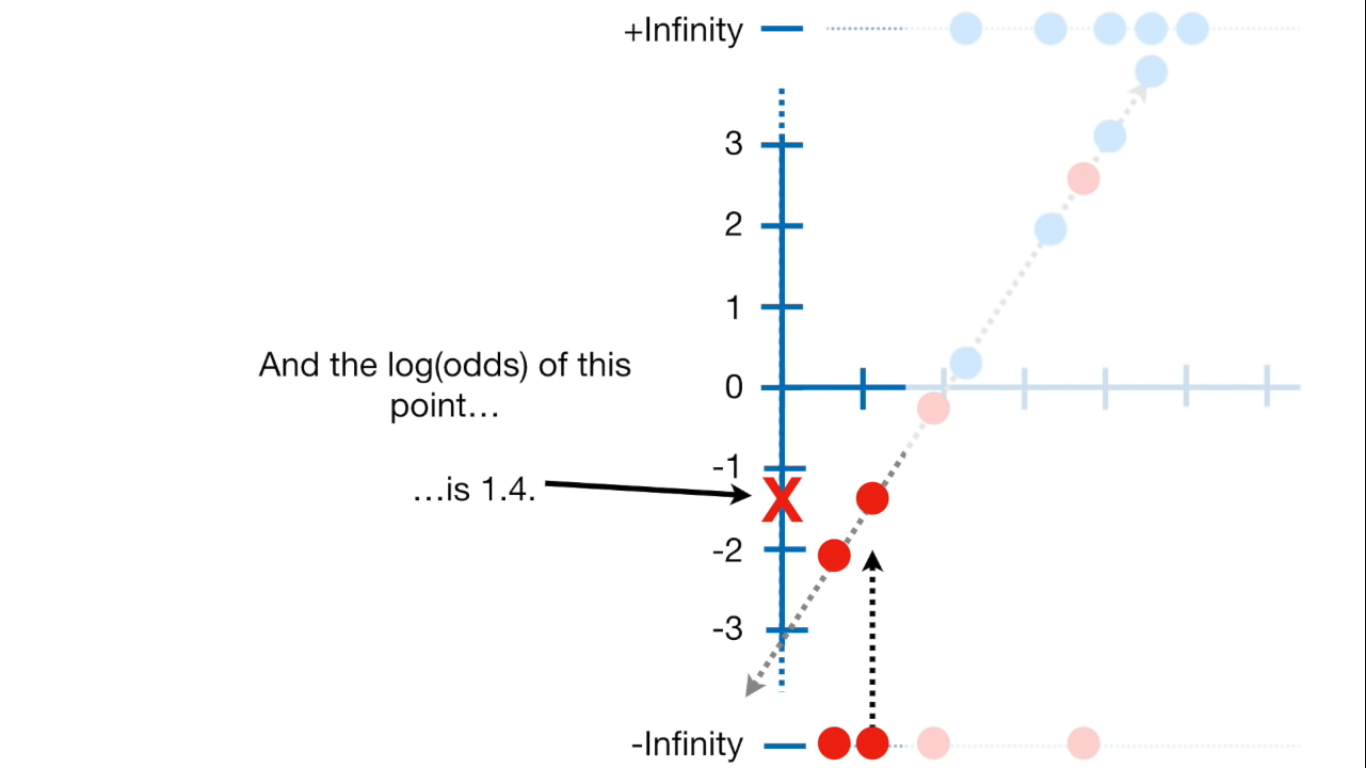 +Infinity
3
2
1
And the log(odds) of this
point…
0
-1
…is 1.4.
X
-2
-3
-Infinity